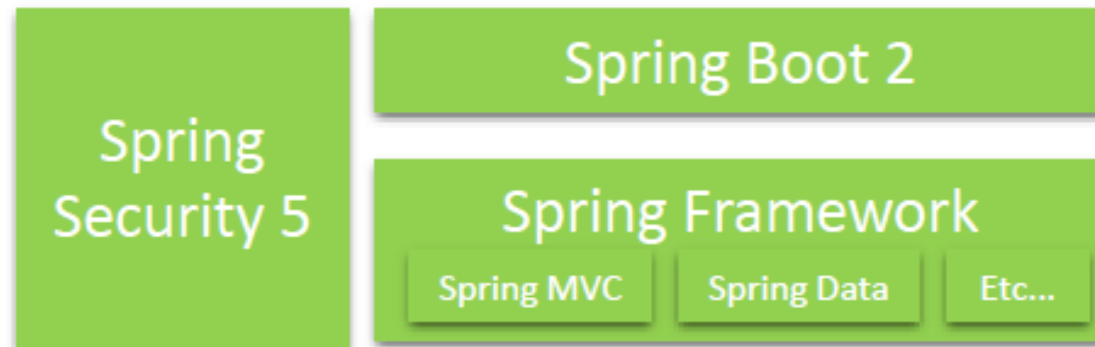 Spring
Security 5
Spring Boot 2
Spring Framework
Spring MVC
Spring Data
Etc...